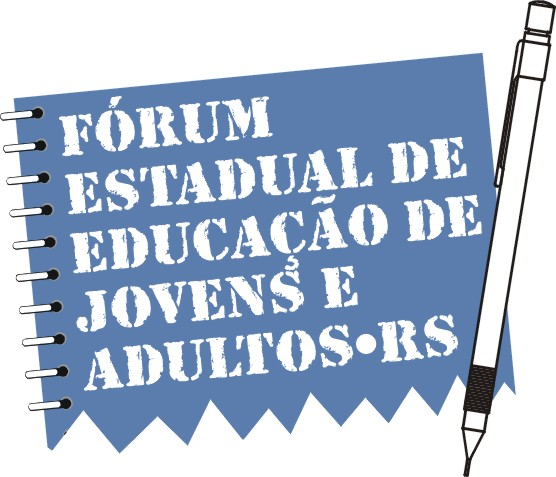 FÓRUM
ESTADUAL DE
EDUCAÇÃO DE
JOVENS E
ADULTOS•RS